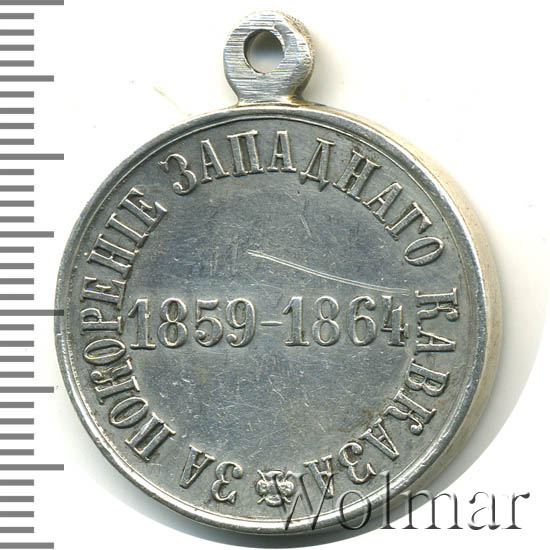 ЗА ПОКОРЕНІЕ ЗАПАДНАГО КАВКАЗА
1859-1864
Wolmar